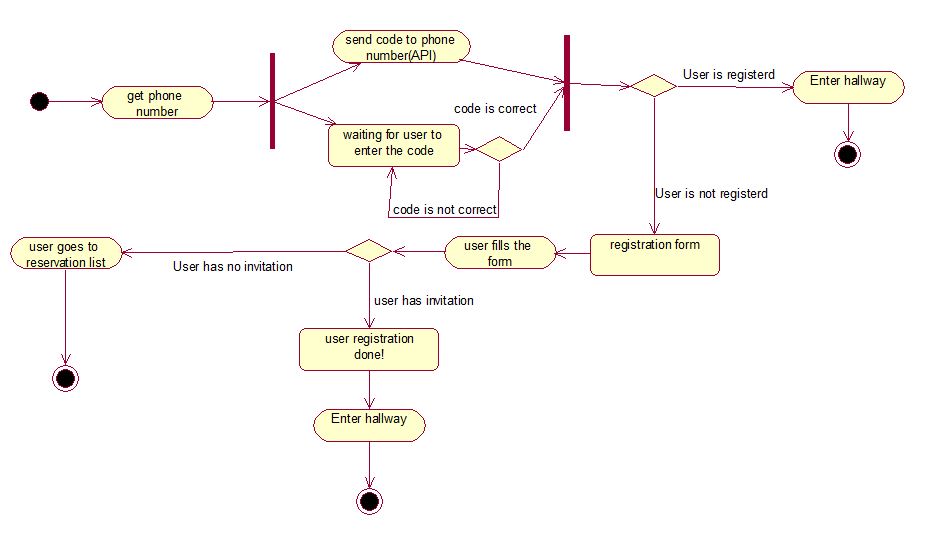 send code to phone
number(API)
get phone
number
waiting for user to
enter the code
code is correct
code is not correct
User is registerd
Enter hallway
User is not registerd
registration form
user fills the
form
User has no invitation
user goes to
reservation list
user has invitation
user registration
done!
Enter hallway